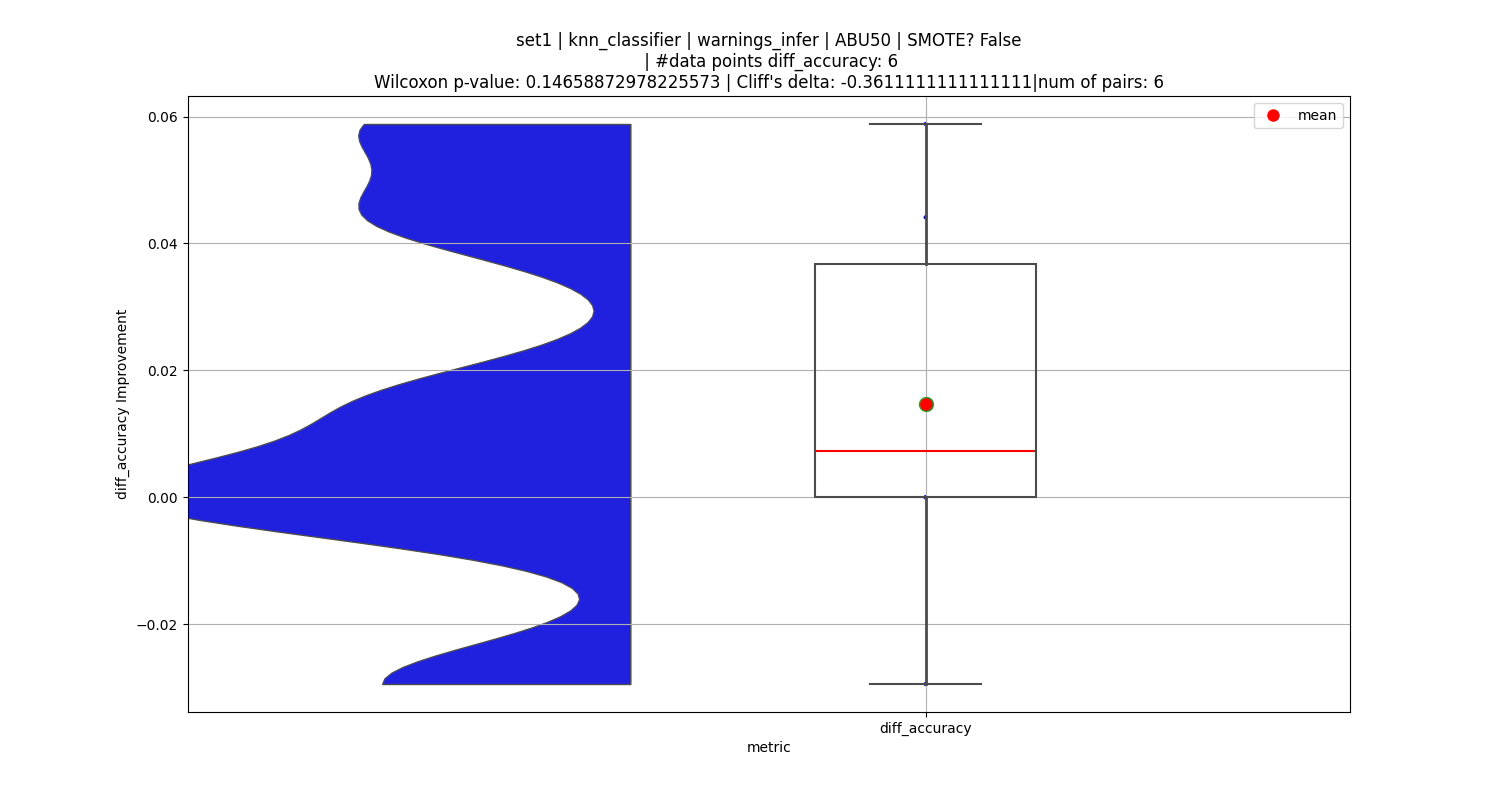 set1 | knn_classifier | warnings_infer | ABU50 | SMOTE? False
| #data points diff_accuracy: 6
Wilcoxon p-value: 0.14658872978225573 | Cliff's delta: -0.3611111111111111|num of pairs: 6
mean
0.06
0.04
0.02
0.00
−0.02
diff_accuracy Improvement
diff_accuracy
metric